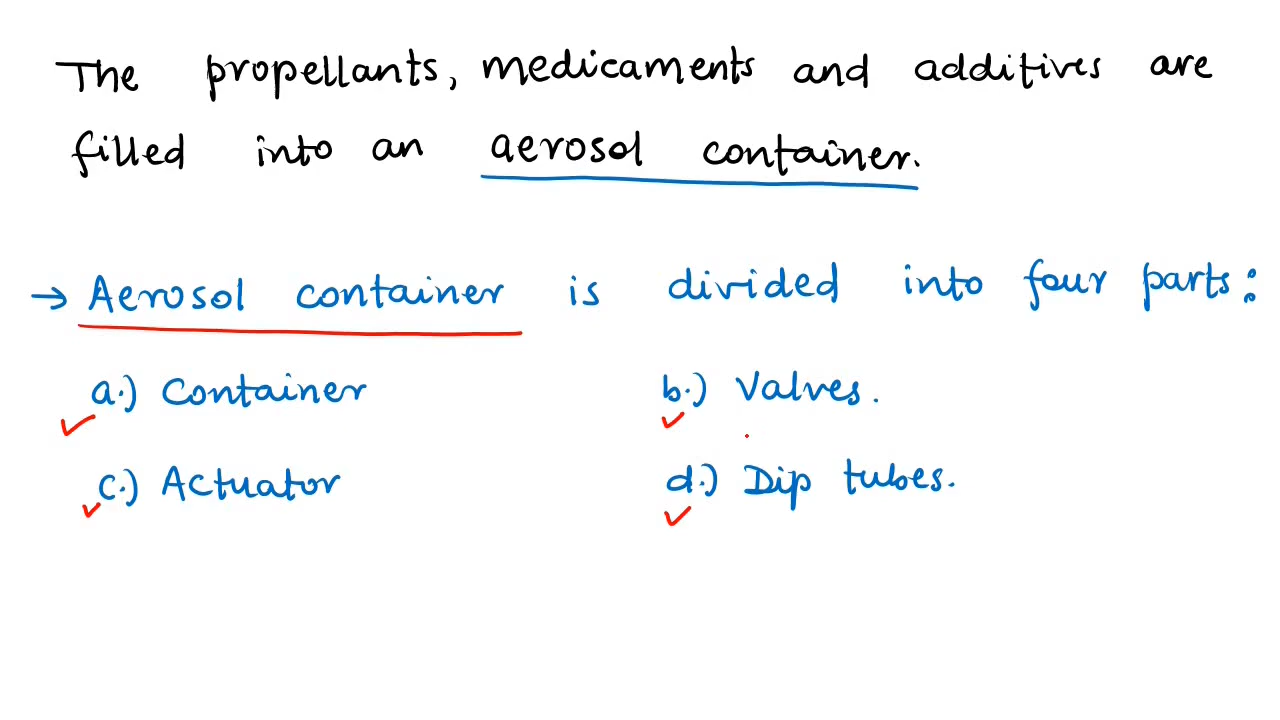 The propellants, medicaments and additives are
filled into an aerosol container.
→ Aerosol container is divided into four parts:
a.) Container b.) Valves.
c.) Actuator d.) Dip tubes.